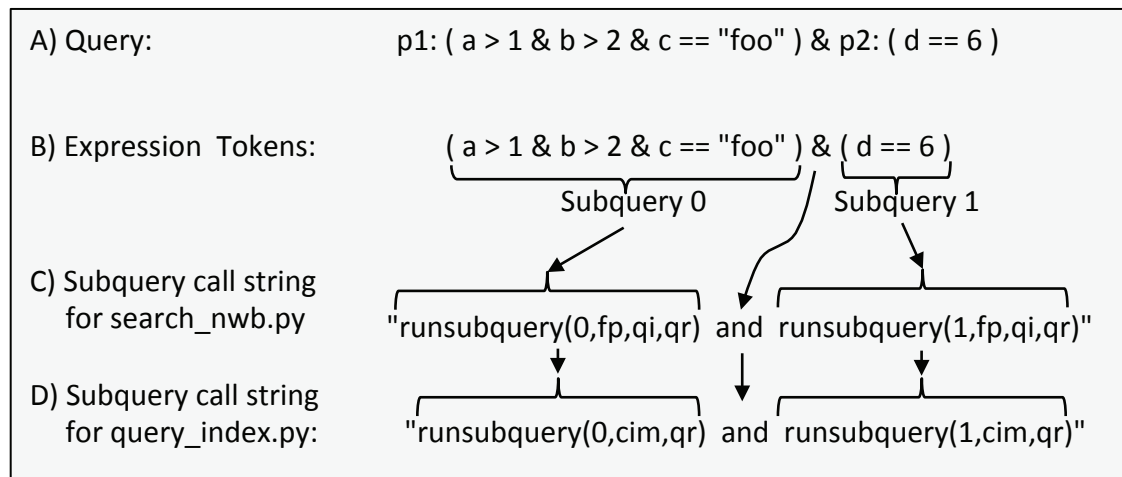 A) Query: p1: ( a > 1 & b > 2 & c == "foo" ) & p2: ( d == 6 )
B) Expression Tokens: ( a > 1 & b > 2 & c == "foo" ) & ( d == 6 )
Subquery 0 Subquery 1
C) Subquery call string
for search_nwb.py "runsubquery(0,fp,qi,qr) and runsubquery(1,fp,qi,qr)"
D) Subquery call string
for query_index.py: "runsubquery(0,cim,qr) and runsubquery(1,cim,qr)"